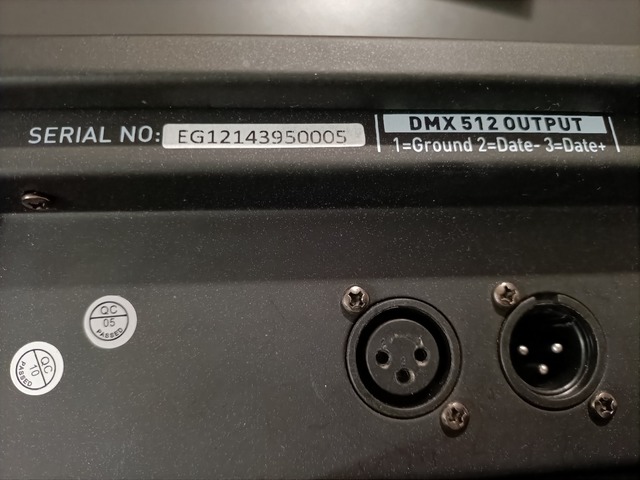 SERIAL NO: EG12143950005
DMX 512 OUTPUT
1=Ground 2=Date- 3=Date+
QC
05
PASSED
QC
10
PASSED